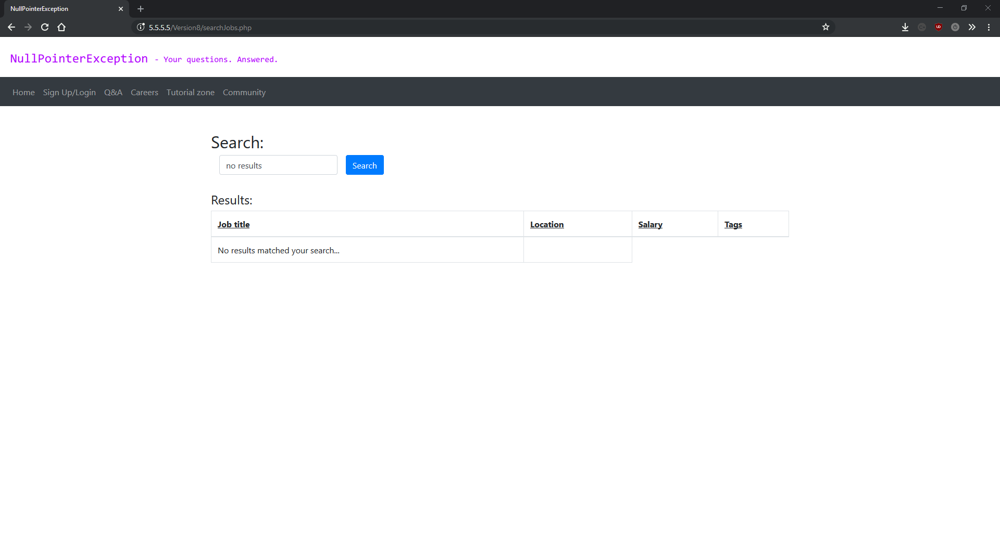 NullPointerException
5.5.5.5/Version8/searchJobs.php
NullPointerException - Your questions. Answered.
Home Sign Up/Login Q&A Careers Tutorial zone Community
Search:
no results Search
Results:
Job title Location Salary Tags
No results matched your search...